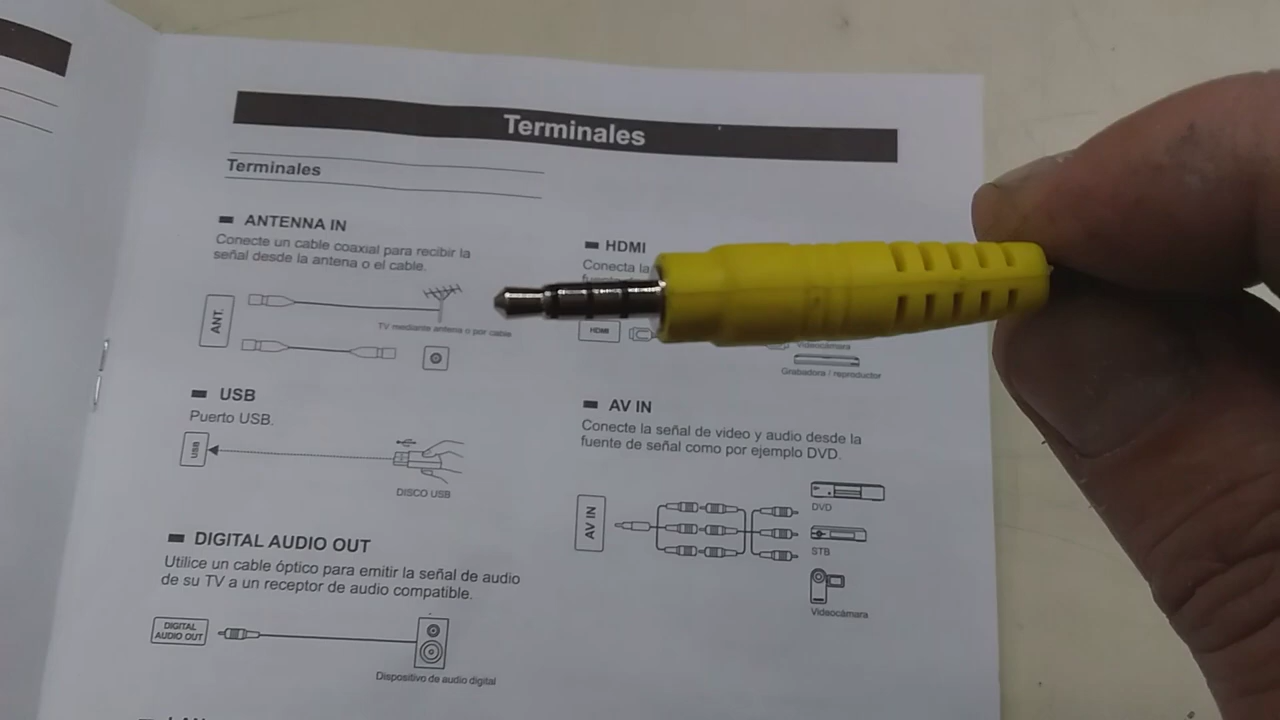 Terminales
Terminales
ANTENNA IN
Conecte un cable coaxial para recibir la
señal desde la antena o el cable.
ANT.
TV mediante antena o por cable
USB
Puerto USB.
USB
DISCO USB
DIGITAL AUDIO OUT
Utilice un cable óptico para emitir la señal de audio
de su TV a un receptor de audio compatible.
DIGITAL
AUDIO OUT
Dispositivo de audio digital
HDMI
Conecta la
HDMI
Videocámara
Grabadora / reproductor
AV IN
Conecte la señal de video y audio desde la
fuente de señal como por ejemplo DVD.
AV IN
DVD
STB
Videocámara